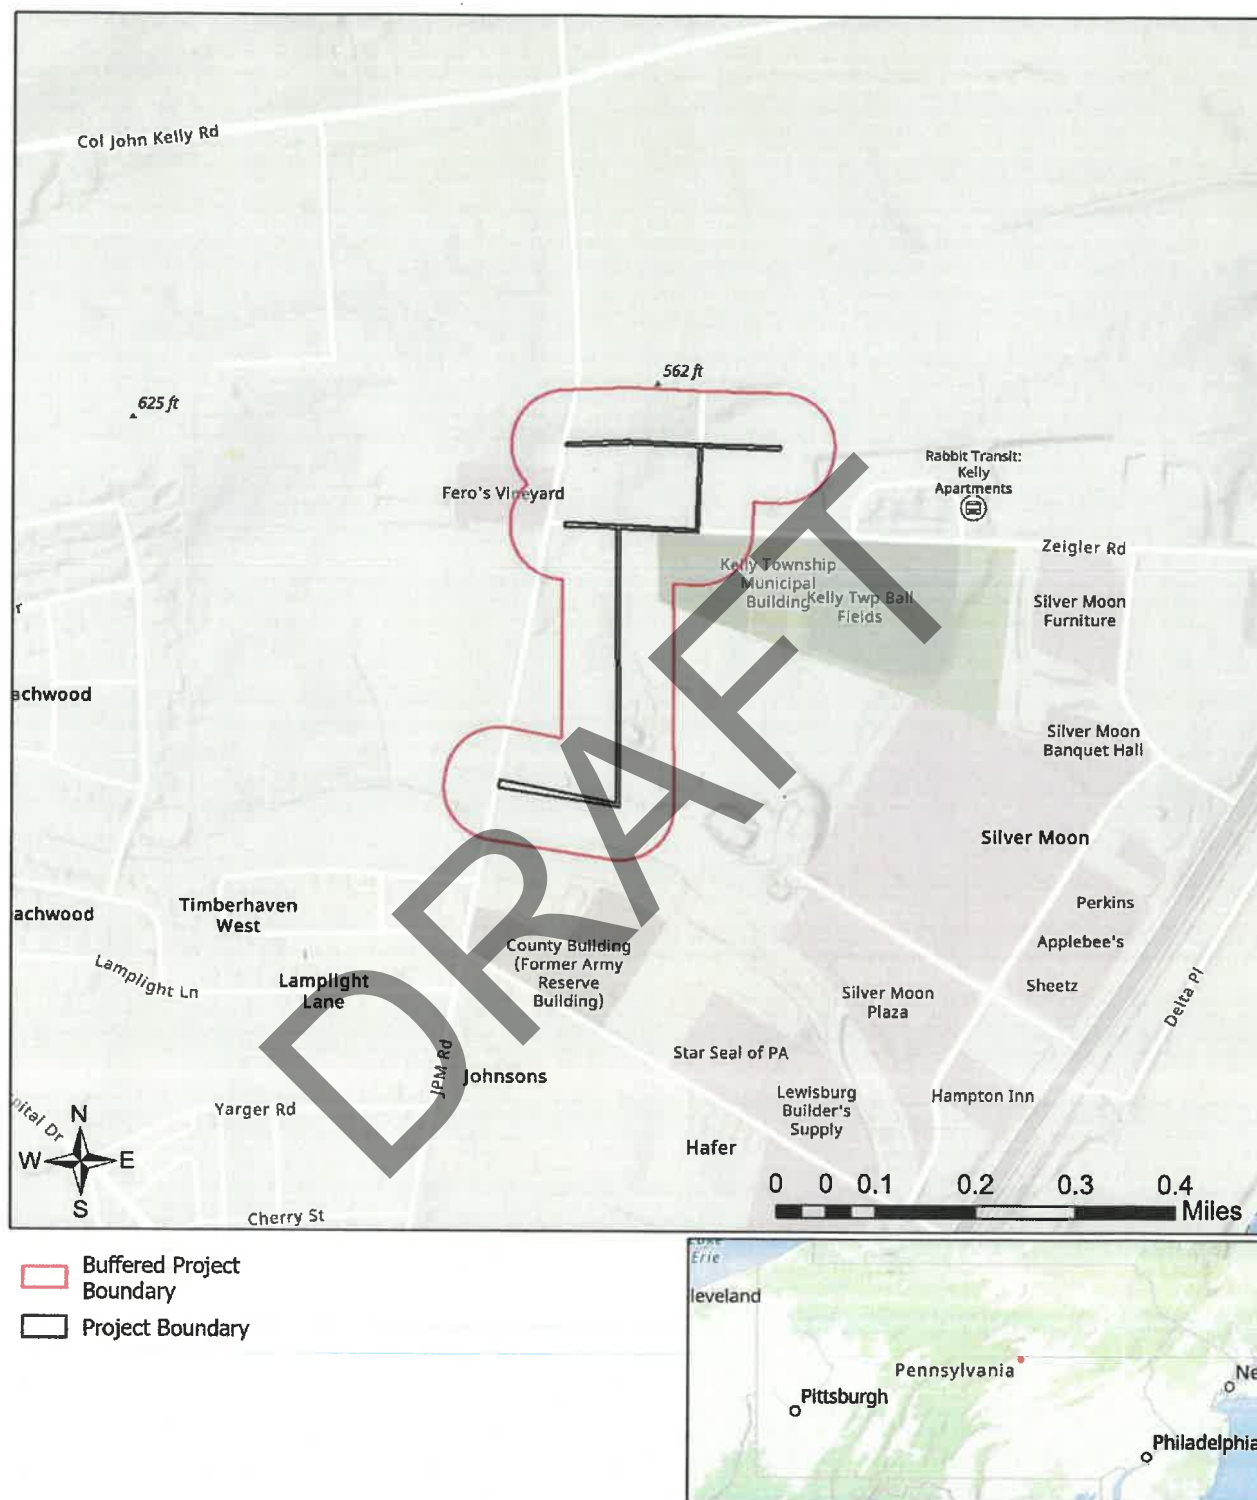 Col John Kelly Rd
562 ft
625 ft
Rabbit Transit:
Kelly
Apartments
Fero's Vineyard
Zeigler Rd
Kelly Township
Municipal
Building
Kelly Twp Ball
Fields
Silver Moon
Furniture
achwood
Silver Moon
Banquet Hall
DRAFT
Silver Moon
Perkins
Timberhaven
West
achwood
Applebee's
County Building
(Former Army
Reserve
Building)
Lamplight Ln
Lamplight
Lane
Sheetz
Silver Moon
Plaza
Delta Pl
Star Seal of PA
JPM Rd
Johnsons
Lewisburg
Builder's
Supply
Hampton Inn
Yarger Rd
pital Dr
Hafer
N
W E
S
0 0 0.1 0.2 0.3 0.4
Miles
Cherry St
Buffered Project
Boundary
Project Boundary
Lake
Erie
leveland
Pennsylvania
Ne
Pittsburgh
Philadelphia